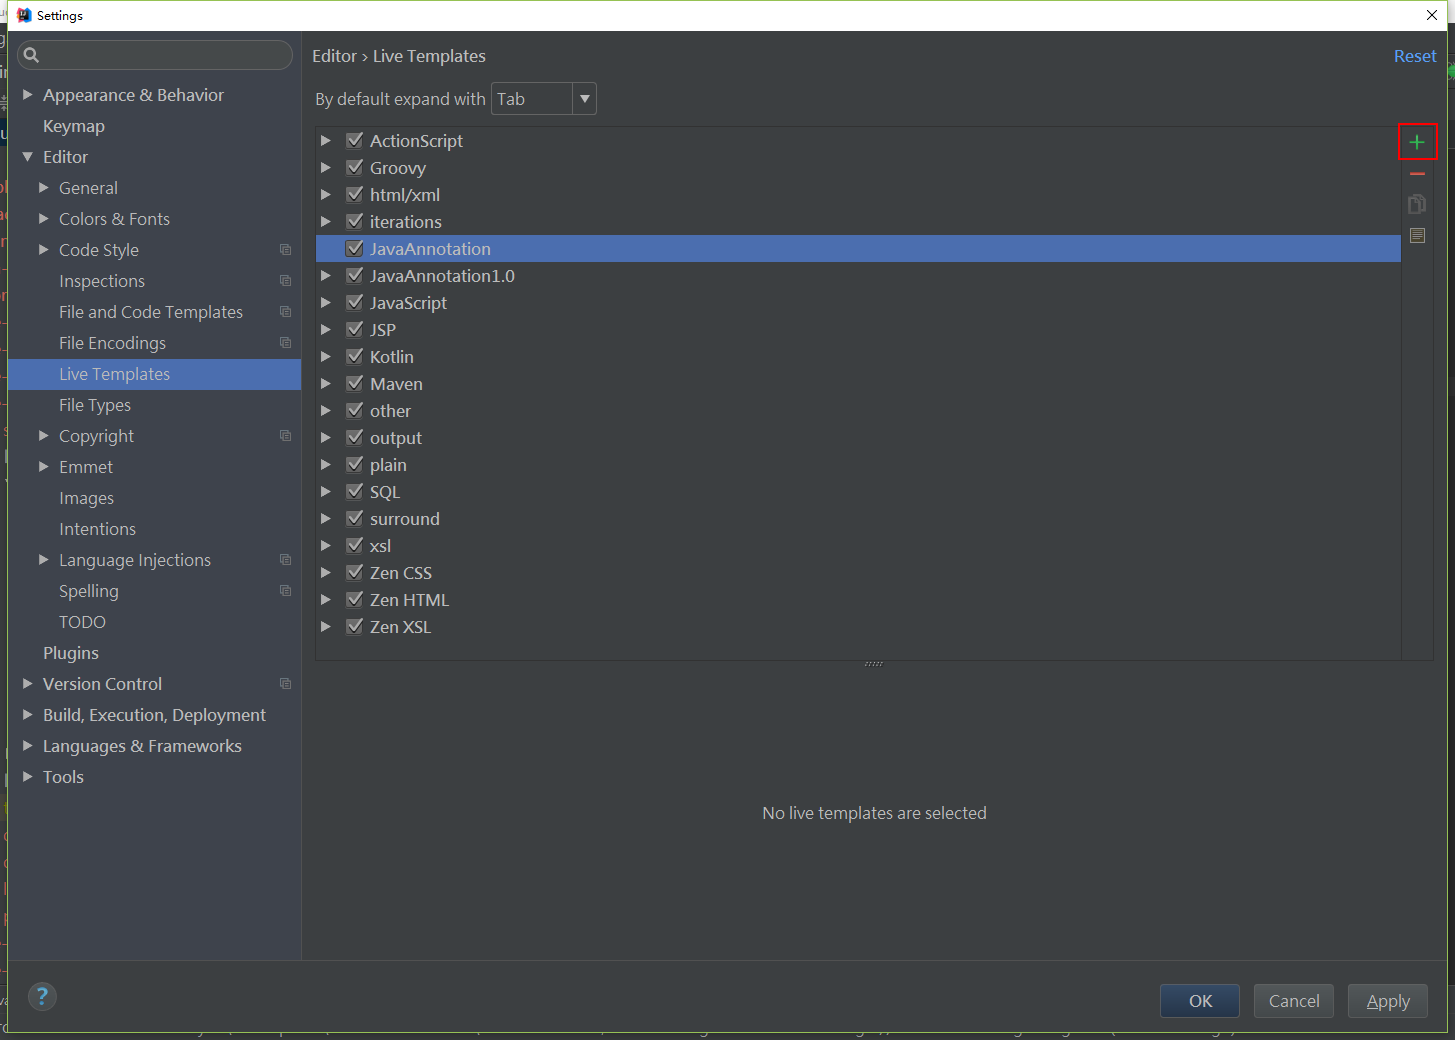 Settings
Editor › Live Templates
Reset
By default expand with Tab
Appearance & Behavior
Keymap
Editor
General
Colors & Fonts
Code Style
Inspections
File and Code Templates
File Encodings
Live Templates
File Types
Copyright
Emmet
Images
Intentions
Language Injections
Spelling
TODO
Plugins
Version Control
Build, Execution, Deployment
Languages & Frameworks
Tools
ActionScript
Groovy
html/xml
iterations
JavaAnnotation
JavaAnnotation1.0
JavaScript
JSP
Kotlin
Maven
other
output
plain
SQL
surround
xsl
Zen CSS
Zen HTML
Zen XSL
No live templates are selected
?
OK
Cancel
Apply